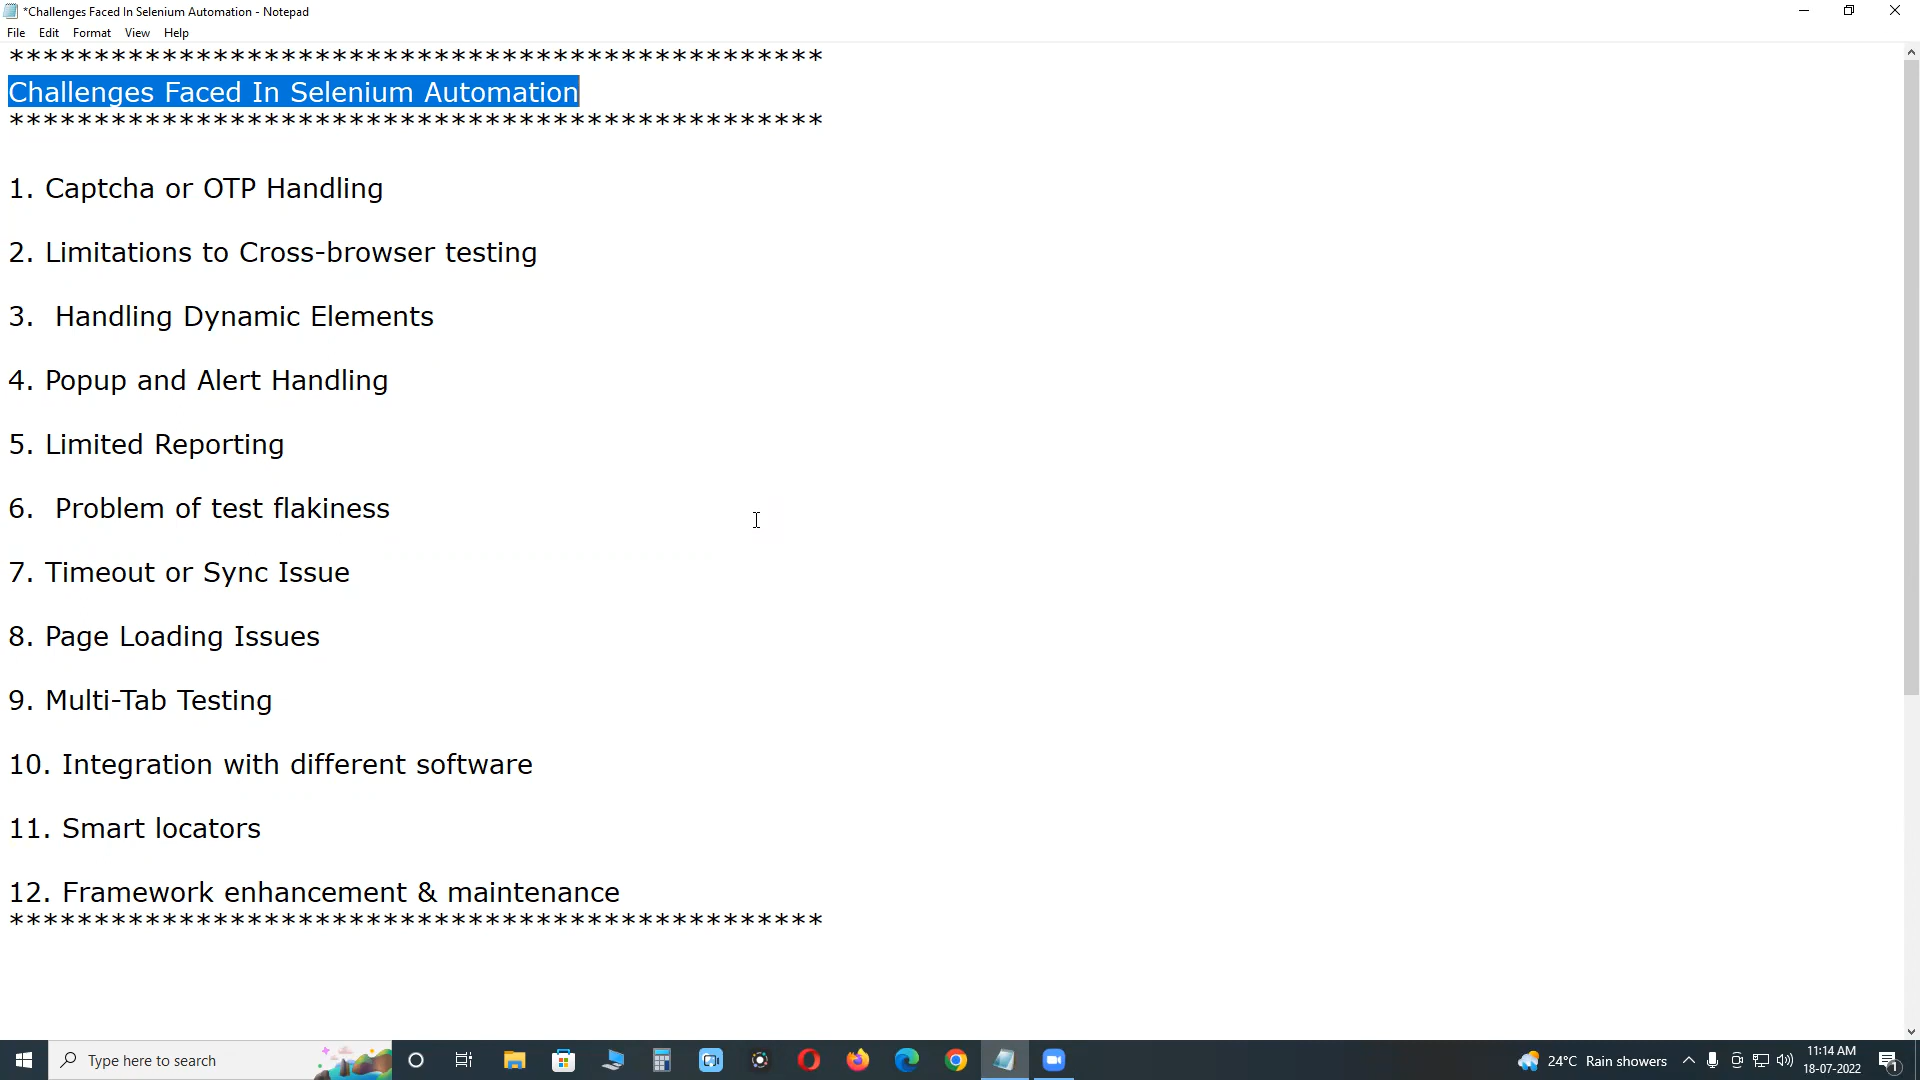 *Challenges Faced In Selenium Automation - Notepad
File Edit Format View Help
************************************************
Challenges Faced In Selenium Automation
************************************************
1. Captcha or OTP Handling
2. Limitations to Cross-browser testing
3.  Handling Dynamic Elements
4. Popup and Alert Handling
5. Limited Reporting
6.  Problem of test flakiness
7. Timeout or Sync Issue
8. Page Loading Issues
9. Multi-Tab Testing
10. Integration with different software
11. Smart locators
12. Framework enhancement & maintenance
************************************************
Type here to search
24°C Rain showers
11:14 AM
18-07-2022
1